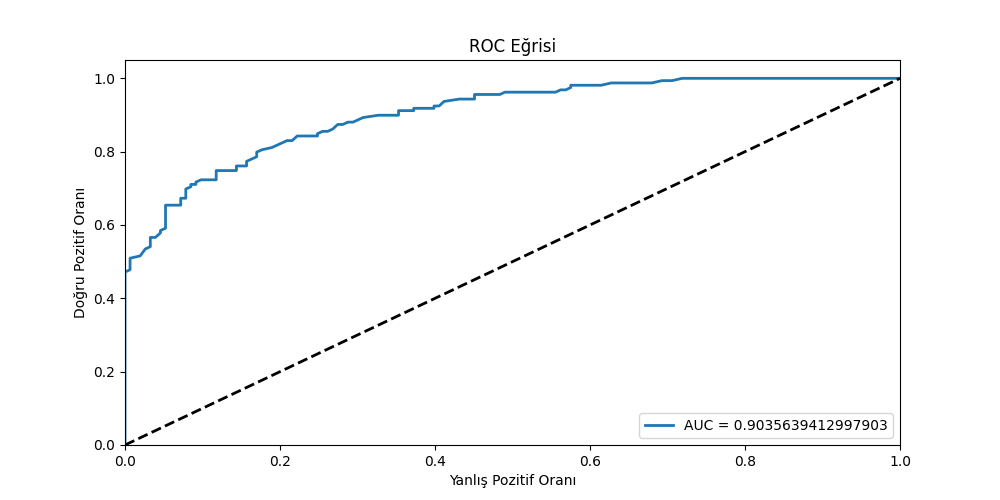 ROC Eğrisi
1.0
0.8
0.6
0.4
0.2
0.0
Doğru Pozitif Oranı
AUC = 0.9035639412997903
0.0 0.2 0.4 0.6 0.8 1.0
Yanlış Pozitif Oranı